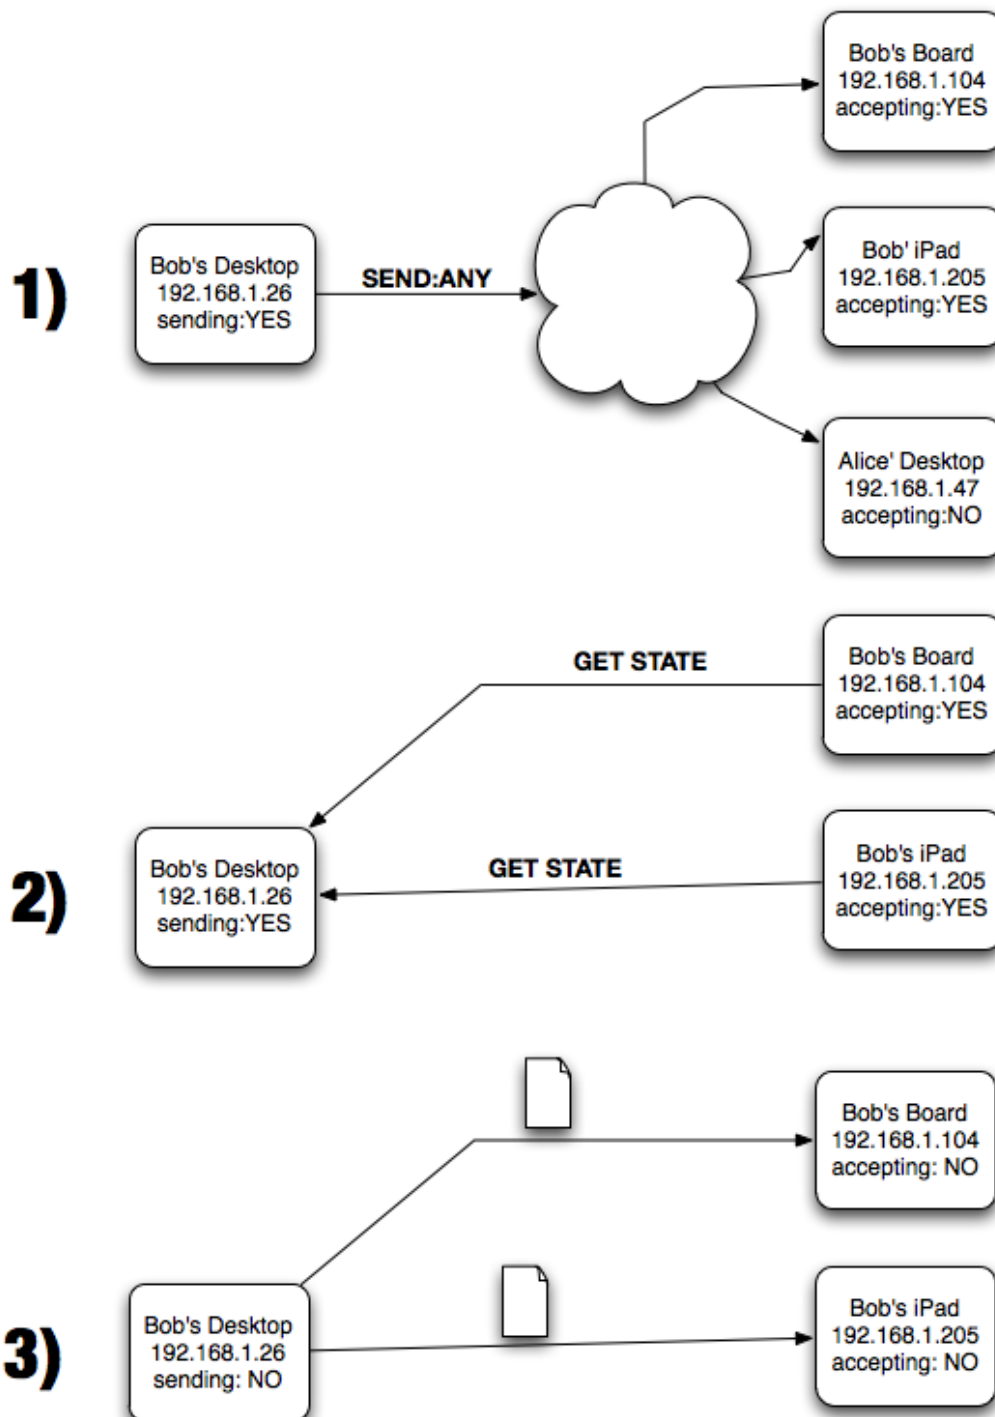 1)
Bob's Desktop
192.168.1.26
sending:YES
SEND:ANY
Bob's Board
192.168.1.104
accepting:YES
Bob' iPad
192.168.1.205
accepting:YES
Alice' Desktop
192.168.1.47
accepting:NO
2)
GET STATE
Bob's Board
192.168.1.104
accepting:YES
Bob's Desktop
192.168.1.26
sending:YES
GET STATE
Bob's iPad
192.168.1.205
accepting:YES
3)
Bob's Board
192.168.1.104
accepting: NO
Bob's Desktop
192.168.1.26
sending: NO
Bob's iPad
192.168.1.205
accepting: NO